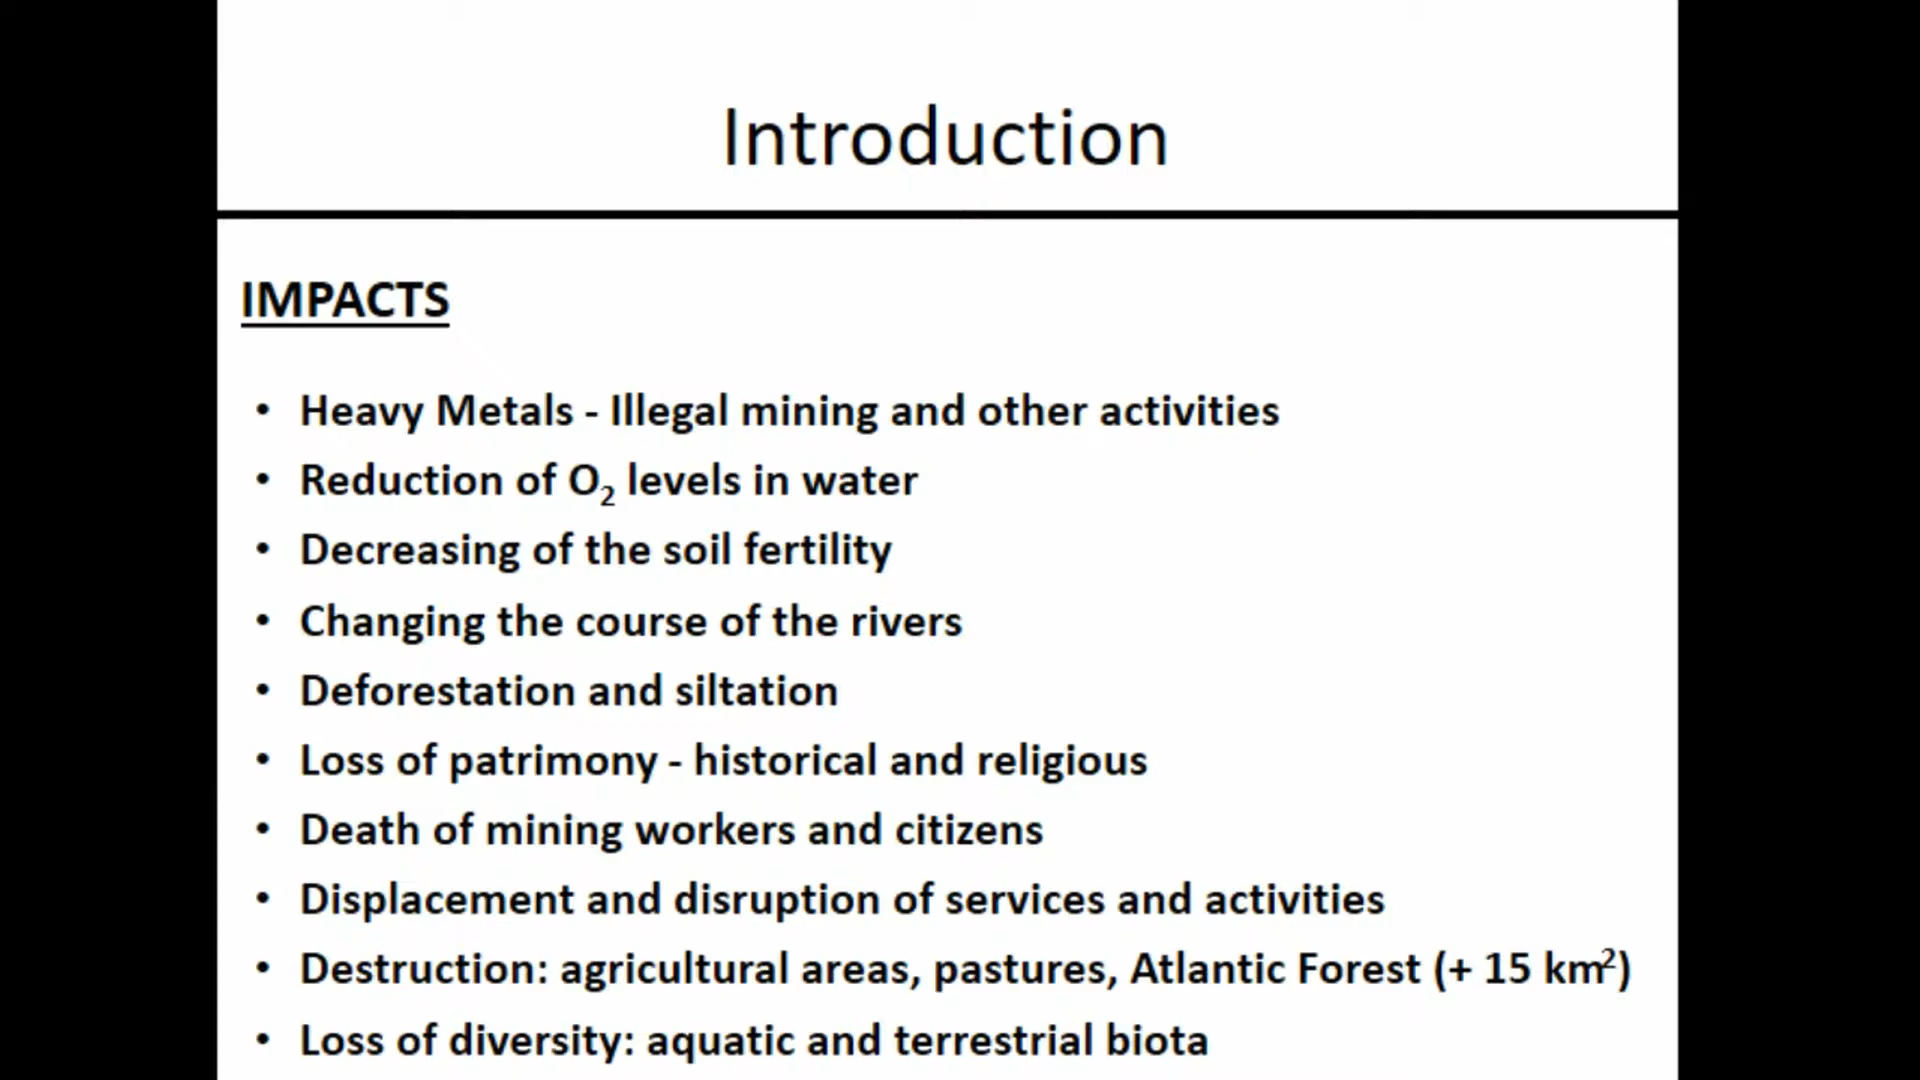 Introduction
IMPACTS
• Heavy Metals - Illegal mining and other activities
• Reduction of O₂ levels in water
• Decreasing of the soil fertility
• Changing the course of the rivers
• Deforestation and siltation
• Loss of patrimony - historical and religious
• Death of mining workers and citizens
• Displacement and disruption of services and activities
• Destruction: agricultural areas, pastures, Atlantic Forest (+ 15 km²)
• Loss of diversity: aquatic and terrestrial biota